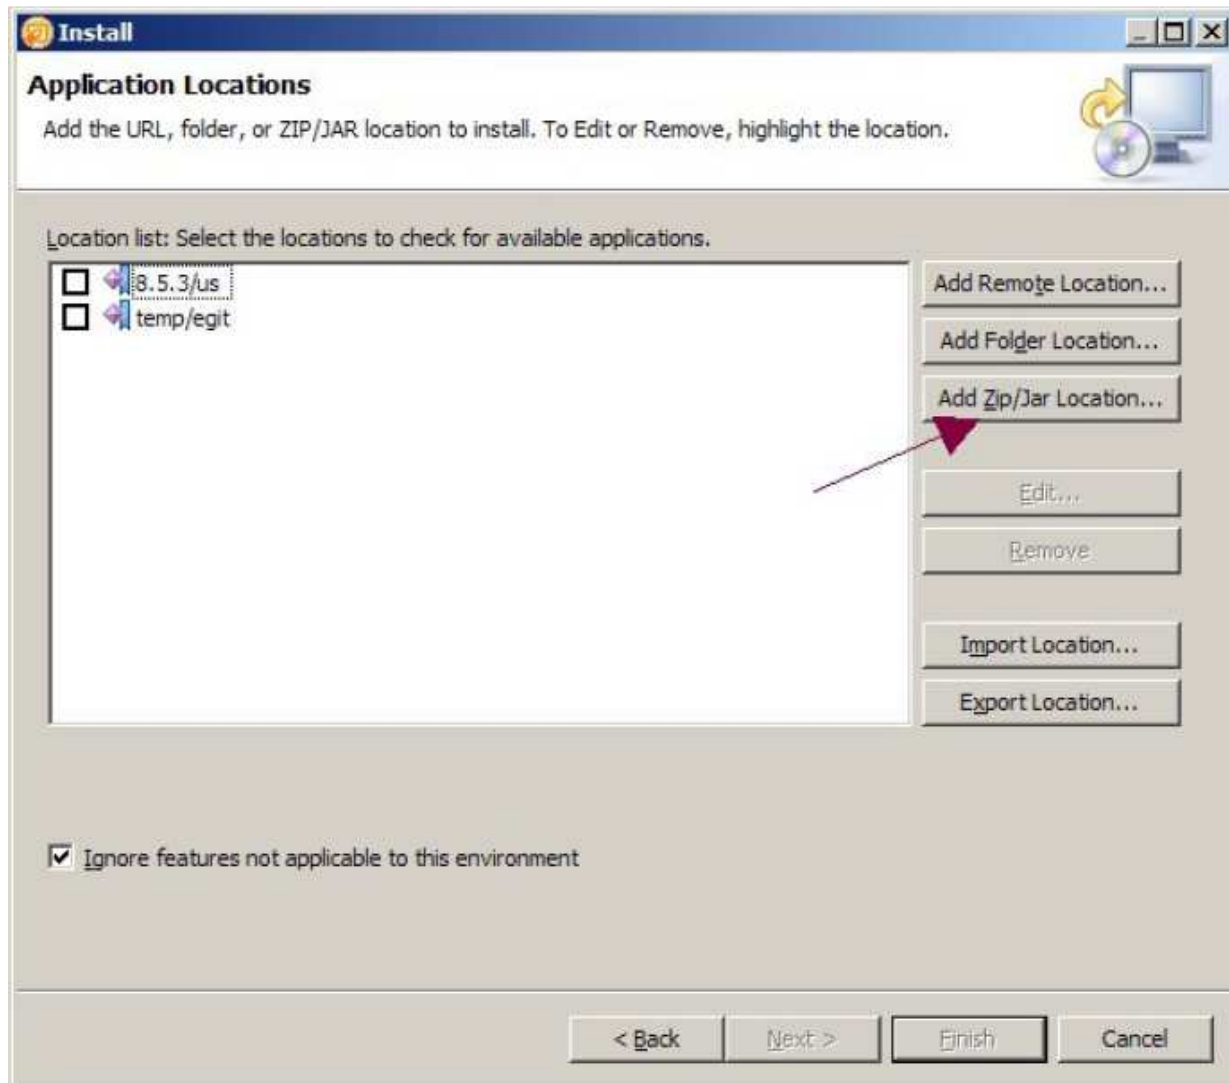 Install
Application Locations
Add the URL, folder, or ZIP/JAR location to install. To Edit or Remove, highlight the location.
Location list: Select the locations to check for available applications.
8.5.3/us
temp/egit
Add Remote Location...
Add Folder Location...
Add Zip/Jar Location...
Edit...
Remove
Import Location...
Export Location...
Ignore features not applicable to this environment
< Back
Next >
Finish
Cancel